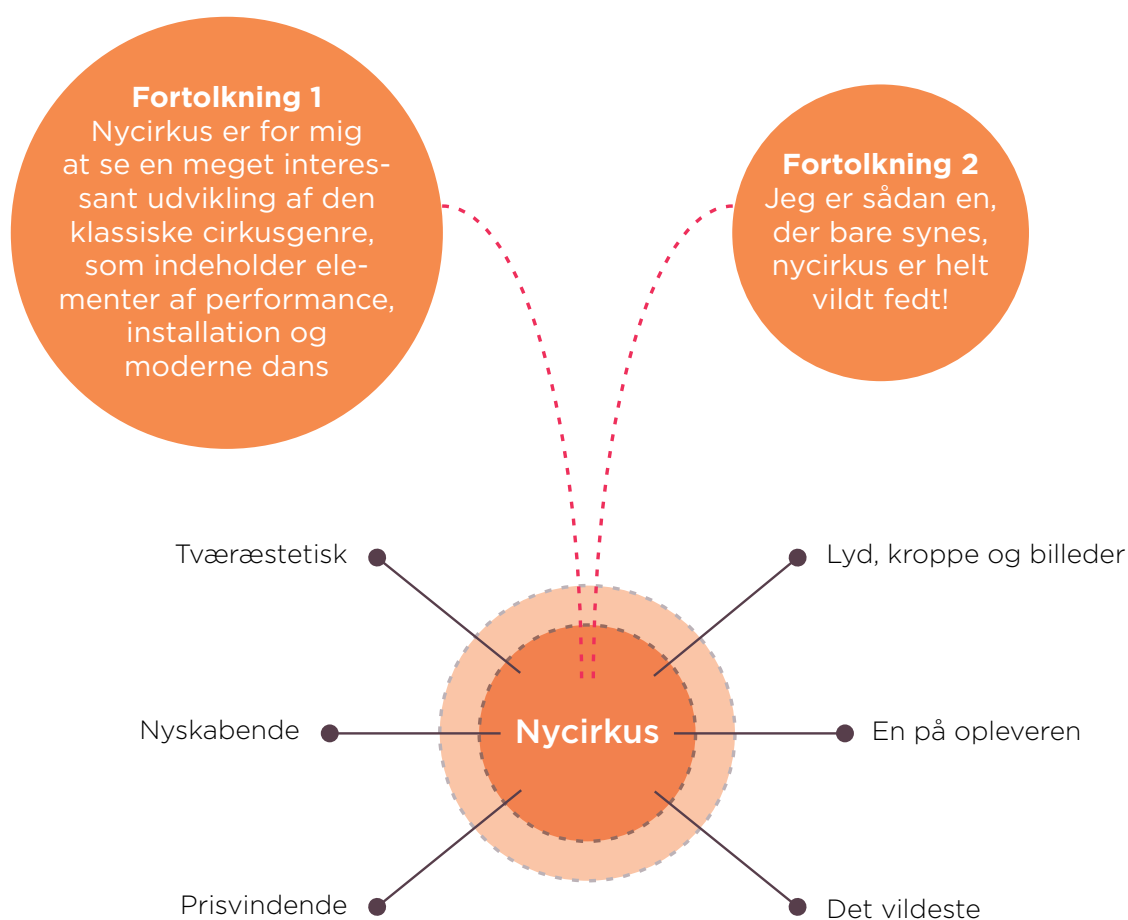 Fortolkning 1
Nycirkus er for mig
at se en meget interes-
sant udvikling af den
klassiske cirkusgenre,
som indeholder ele-
menter af performance,
installation og
moderne dans
Fortolkning 2
Jeg er sådan en,
der bare synes,
nycirkus er helt
vildt fedt!
Tværæstetisk
Lyd, kroppe og billeder
Nyskabende
Nycirkus
En på opleveren
Prisvindende
Det vildeste